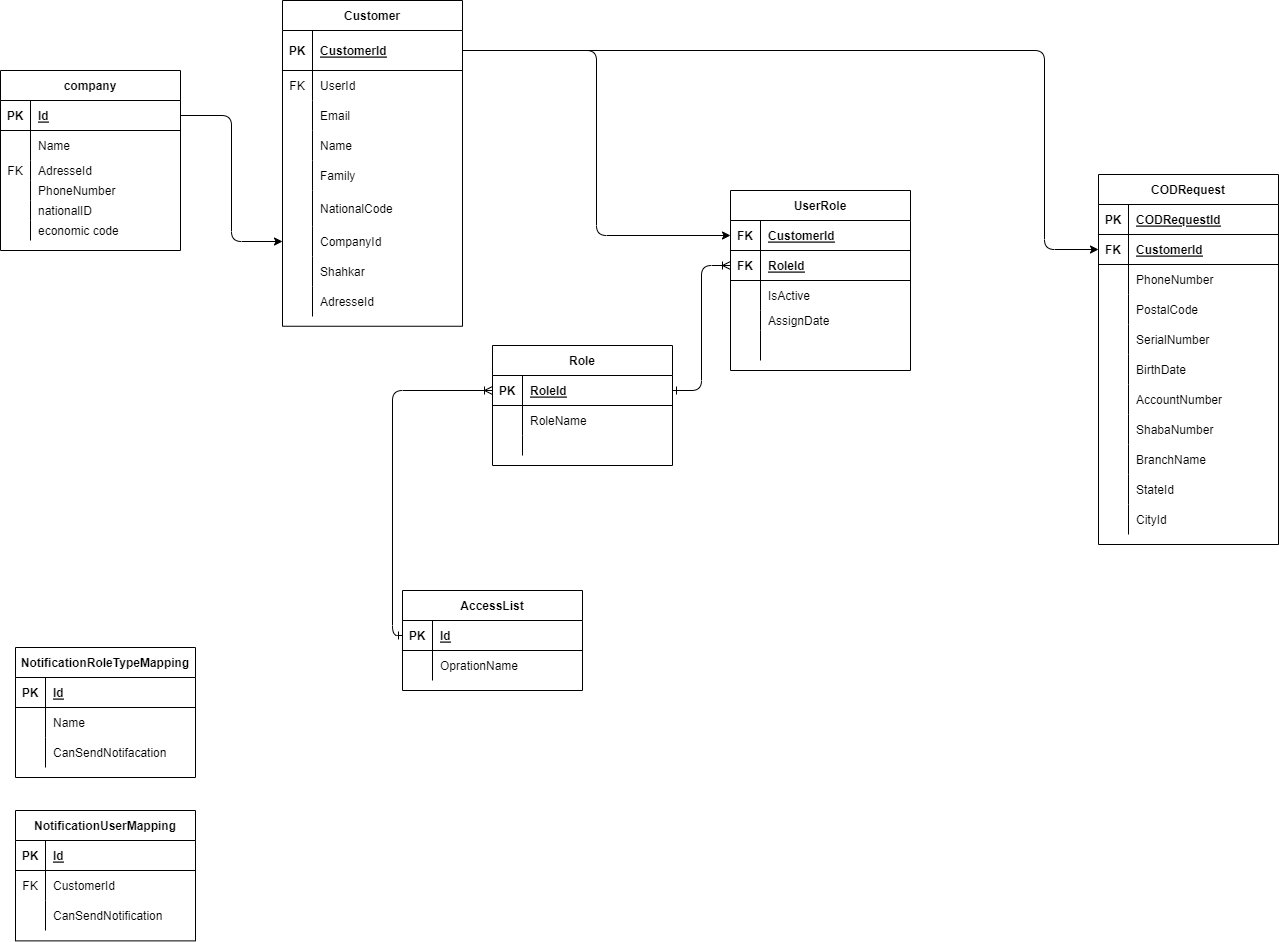 Customer
PK CustomerId
FK UserId
Email
Name
Family
NationalCode
CompanyId
Shahkar
AdresseId
company
PK Id
Name
FK AdresseId
PhoneNumber
nationalID
economic code
UserRole
FK CustomerId
FK RoleId
IsActive
AssignDate
CODRequest
PK CODRequestId
FK CustomerId
PhoneNumber
PostalCode
SerialNumber
BirthDate
AccountNumber
ShabaNumber
BranchName
StateId
CityId
Role
PK RoleId
RoleName
AccessList
PK Id
OprationName
NotificationRoleTypeMapping
PK Id
Name
CanSendNotifacation
NotificationUserMapping
PK Id
FK CustomerId
CanSendNotification